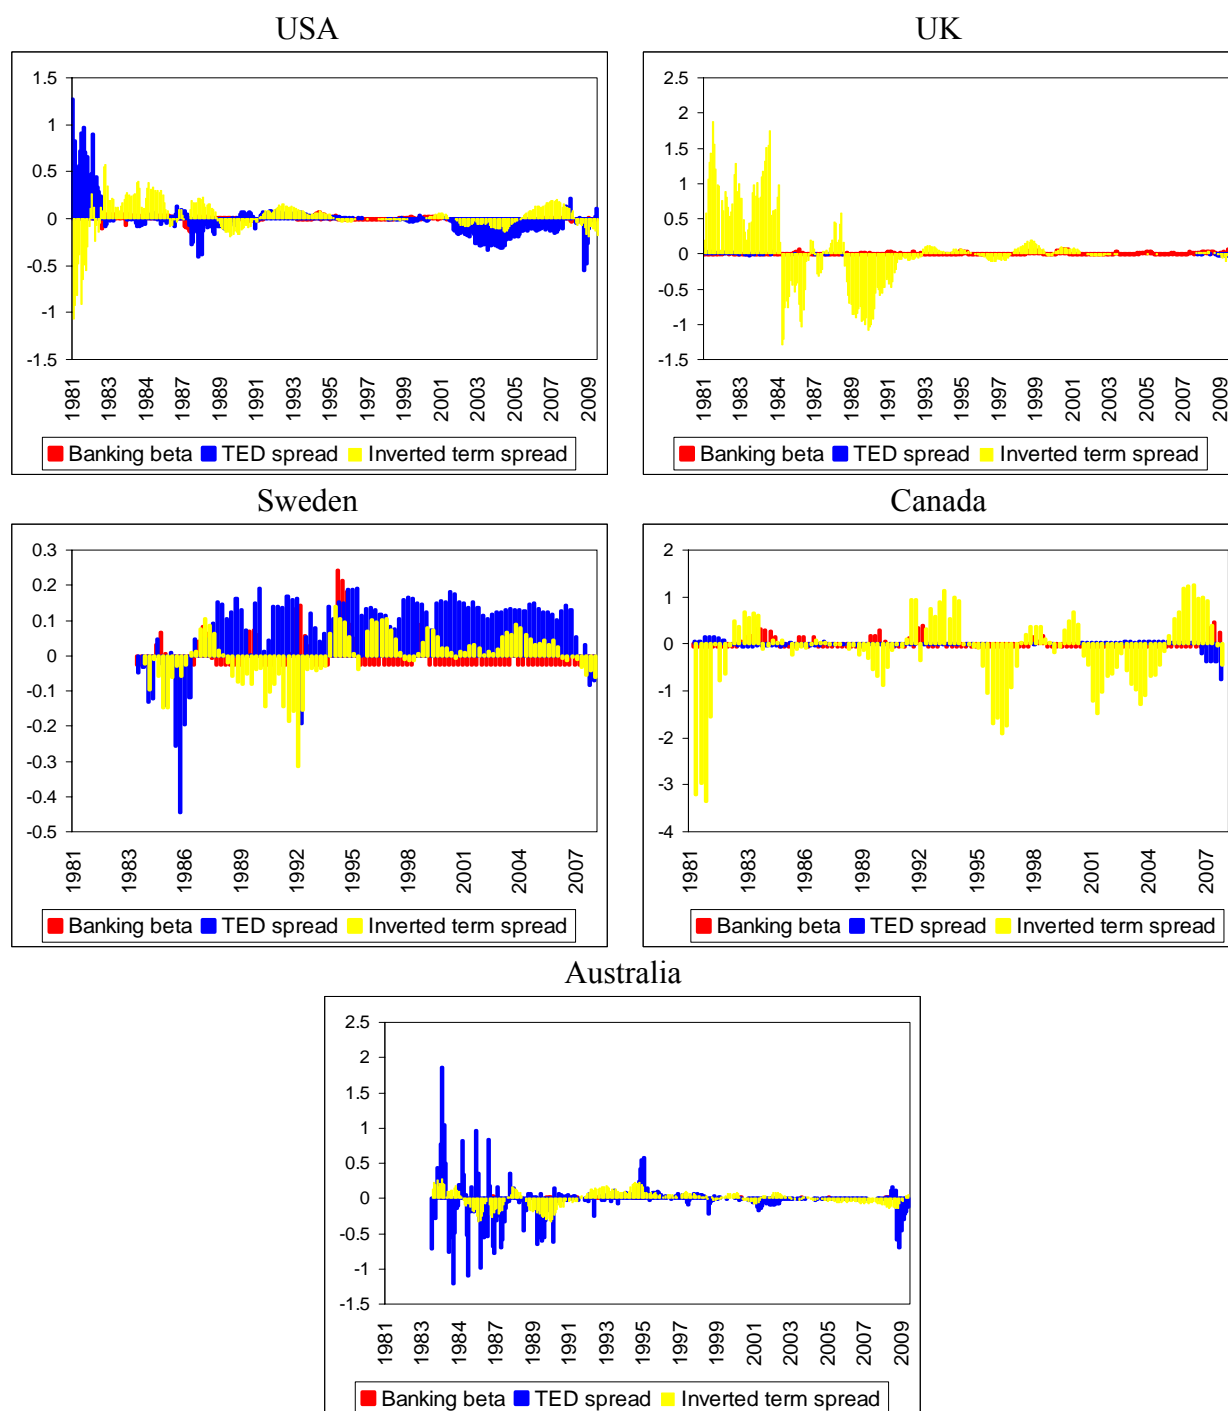 USA
1.5
1
0.5
0
-0.5
-1
-1.5
1981 1983 1984 1987 1989 1991 1993 1995 1997 1999 2001 2003 2005 2007 2009
Banking beta TED spread Inverted term spread
UK
2.5
2
1.5
1
0.5
0
-0.5
-1
-1.5
1981 1983 1984 1987 1989 1991 1993 1995 1997 1999 2001 2003 2005 2007 2009
Banking beta TED spread Inverted term spread
Sweden
0.3
0.2
0.1
0
-0.1
-0.2
-0.3
-0.4
-0.5
1981 1983 1986 1989 1992 1995 1998 2001 2004 2007
Banking beta TED spread Inverted term spread
Canada
2
1
0
-1
-2
-3
-4
1981 1983 1986 1989 1992 1995 1998 2001 2004 2007
Banking beta TED spread Inverted term spread
Australia
2.5
2
1.5
1
0.5
0
-0.5
-1
-1.5
1981 1983 1984 1987 1989 1991 1993 1995 1997 1999 2001 2003 2005 2007 2009
Banking beta TED spread Inverted term spread